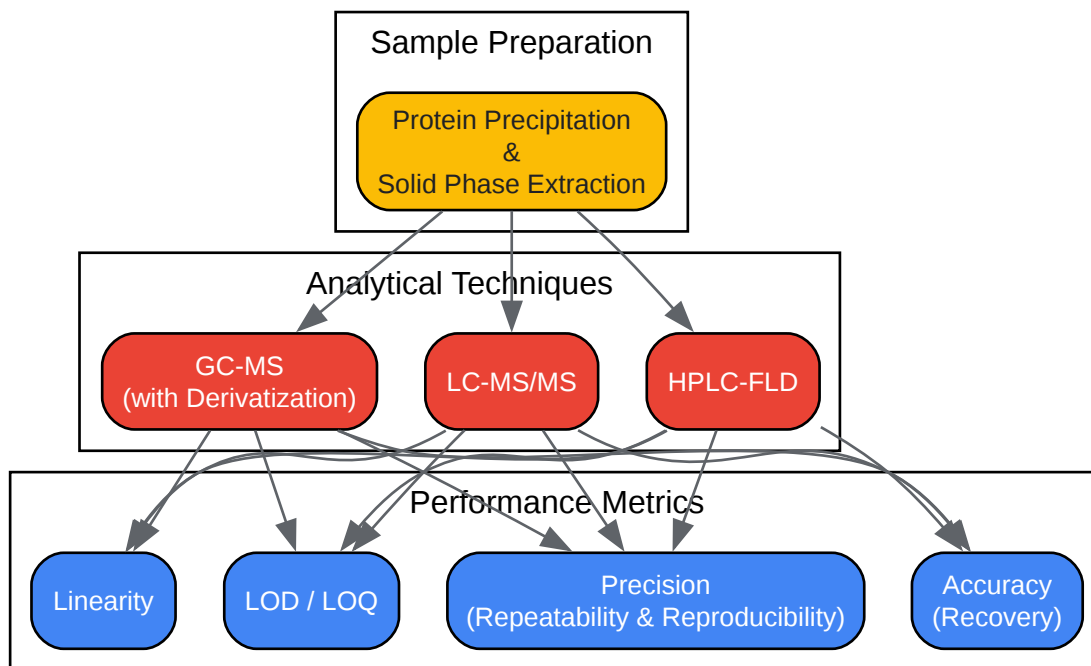 Sample Preparation
Protein Precipitation
&
Solid Phase Extraction
Analytical Techniques
GC-MS
(with Derivatization)
LC-MS/MS
HPLC-FLD
Performance Metrics
Linearity
LOD / LOQ
Precision
(Repeatability & Reproducibility)
Accuracy
(Recovery)